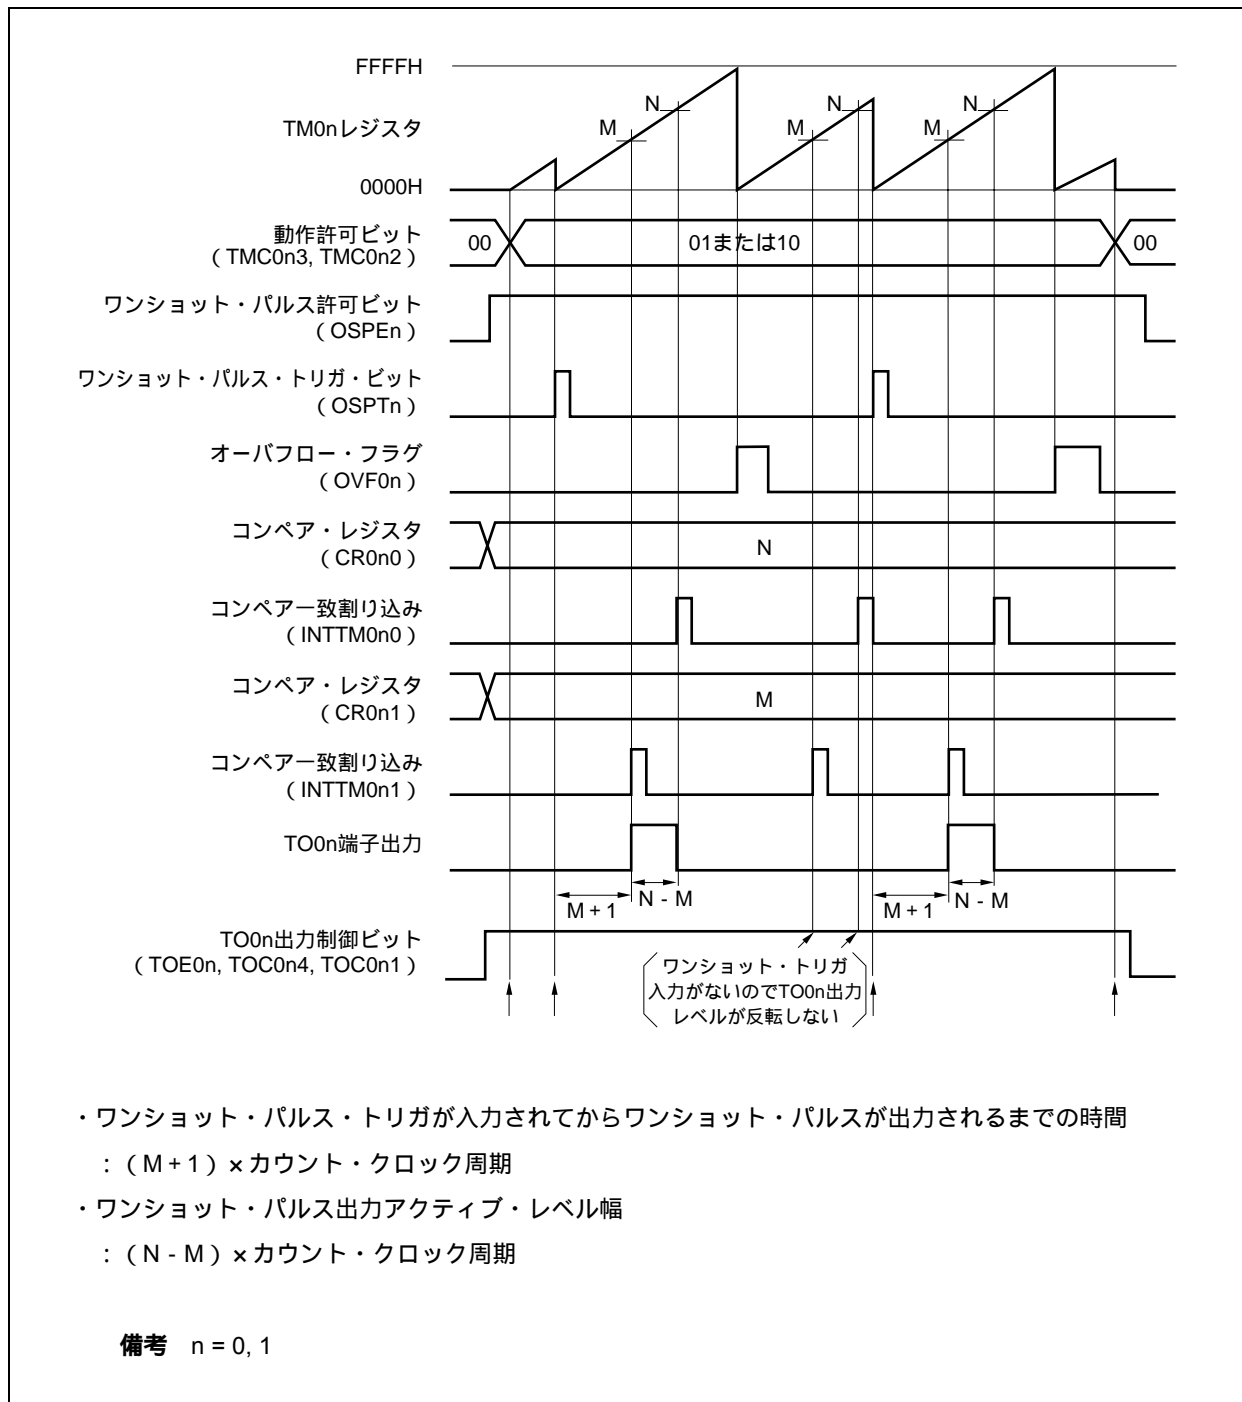 FFFFH
TM0nレジスタ
0000H
M
N
M
N
M
N
動作許可ビット
（TMC0n3, TMC0n2）
00
01または10
00
ワンショット・パルス許可ビット
（OSPEn）
ワンショット・パルス・トリガ・ビット
（OSPTn）
オーバフロー・フラグ
（OVF0n）
コンペア・レジスタ
（CR0n0）
N
コンペア一致割り込み
（INTTM0n0）
コンペア・レジスタ
（CR0n1）
M
コンペア一致割り込み
（INTTM0n1）
TO0n端子出力
M + 1
N - M
M + 1
N - M
TO0n出力制御ビット
（TOE0n, TOC0n4, TOC0n1）
ワンショット・トリガ
入力がないのでTO0n出力
レベルが反転しない
・ワンショット・パルス・トリガが入力されてからワンショット・パルスが出力されるまでの時間
：（M + 1）×カウント・クロック周期
・ワンショット・パルス出力アクティブ・レベル幅
：（N - M）×カウント・クロック周期
備考 n = 0, 1